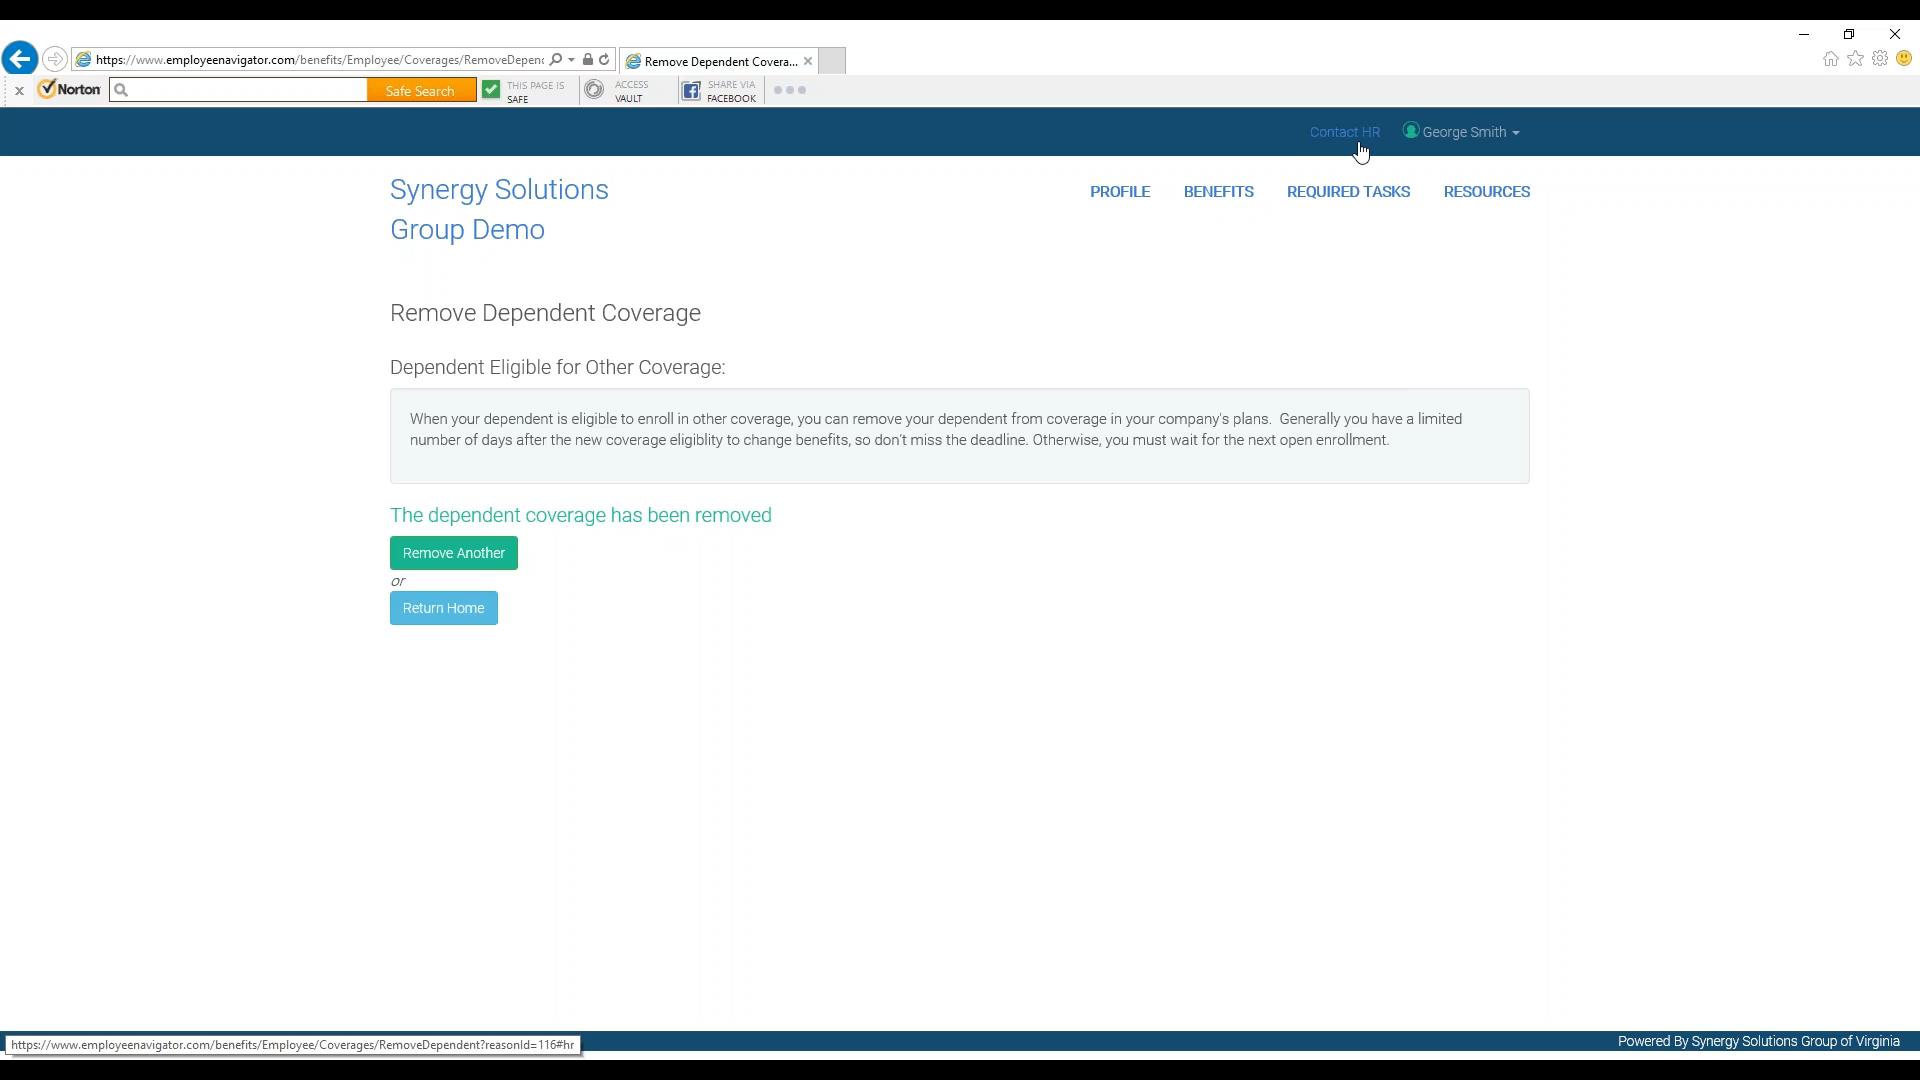 https://www.employeenavigator.com/benefits/Employee/Coverages/RemoveDepen
Remove Dependent Covera...
Norton
Safe Search
THIS PAGE IS
SAFE
ACCESS
VAULT
SHARE VIA
FACEBOOK
Contact HR
George Smith
Synergy Solutions
Group Demo
PROFILE
BENEFITS
REQUIRED TASKS
RESOURCES
Remove Dependent Coverage
Dependent Eligible for Other Coverage:
When your dependent is eligible to enroll in other coverage, you can remove your dependent from coverage in your company's plans. Generally you have a limited
number of days after the new coverage eligiblity to change benefits, so don't miss the deadline. Otherwise, you must wait for the next open enrollment.
The dependent coverage has been removed
Remove Another
or
Return Home
https://www.employeenavigator.com/benefits/Employee/Coverages/RemoveDependent?reasonId=116#hr
Powered By Synergy Solutions Group of Virginia